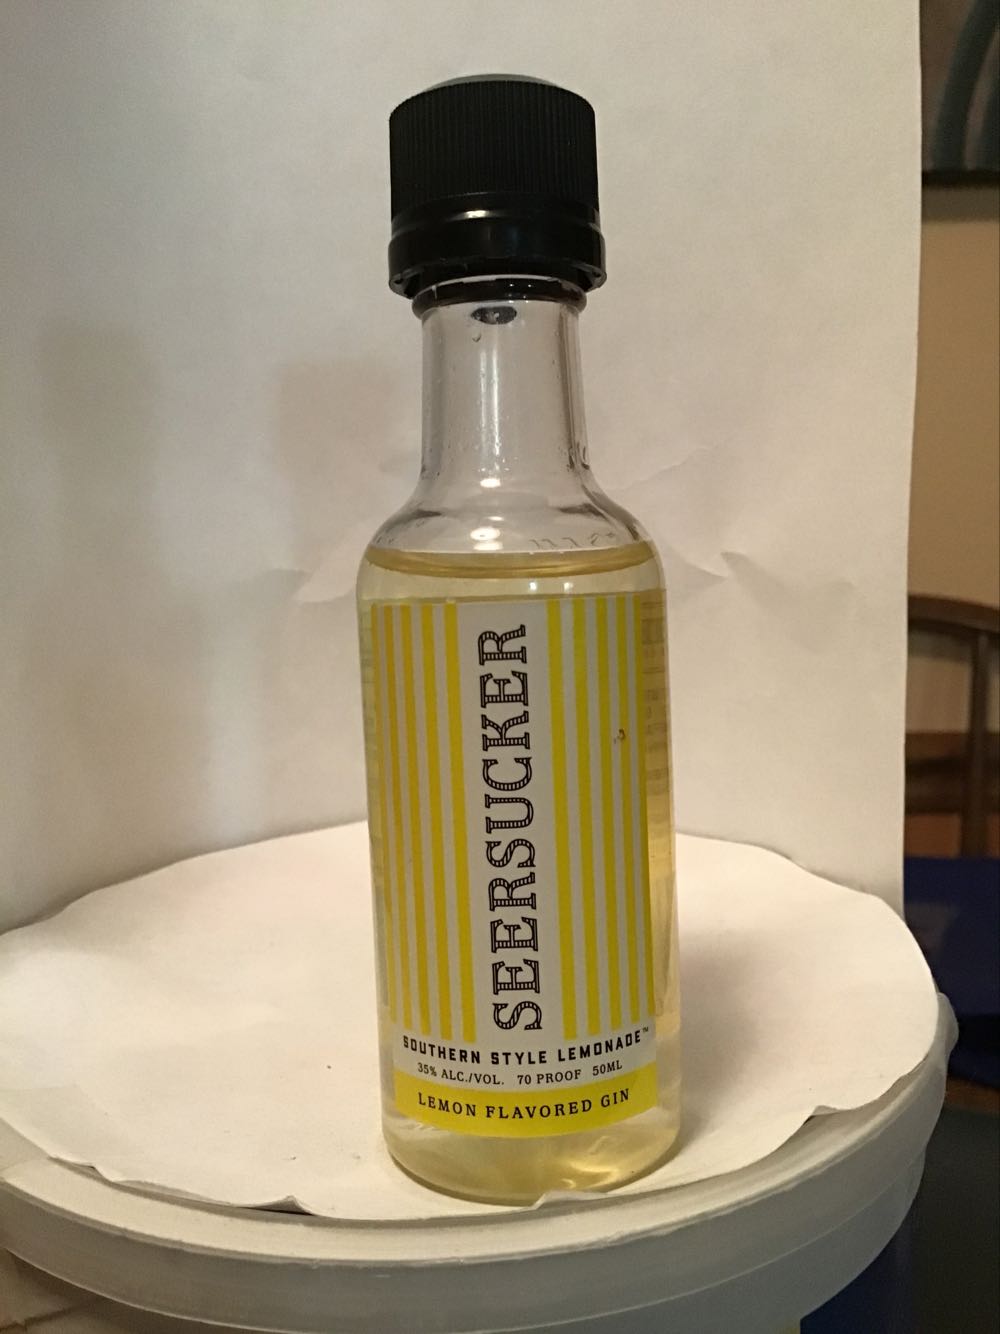 SEERSUCKER
SOUTHERN STYLE LEMONADE™
35% ALC./VOL. 70 PROOF 50ML
LEMON FLAVORED GIN